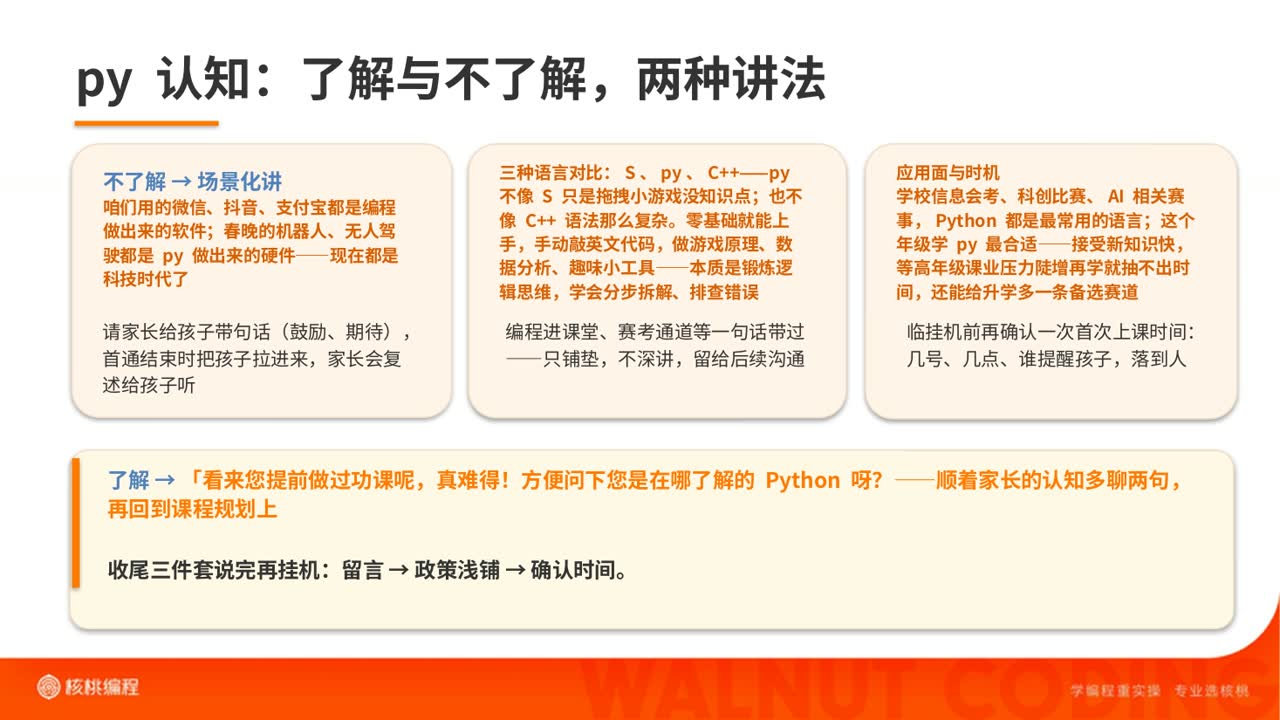 py 认知：了解与不了解，两种讲法
不了解 → 场景化讲
咱们用的微信、抖音、支付宝都是编程
做出来的软件；春晚的机器人、无人驾
驶都是 py 做出来的硬件——现在都是
科技时代了
请家长给孩子带句话（鼓励、期待），
首通结束时把孩子拉进来，家长会复
述给孩子听
三种语言对比： S 、 py 、 C++——py
不像 S 只是拖拽小游戏没知识点；也不
像 C++ 语法那么复杂。零基础就能上
手，手动敲英文代码，做游戏原理、数
据分析、趣味小工具——本质是锻炼逻
辑思维，学会分步拆解、排查错误
编程进课堂、赛考通道等一句话带过
——只铺垫，不深讲，留给后续沟通
应用面与时机
学校信息会考、科创比赛、 AI 相关赛
事， Python 都是最常用的语言；这个
年级学 py 最合适——接受新知识快，
等高年级课业压力陡增再学就抽不出时
间，还能给升学多一条备选赛道
临挂机前再确认一次首次上课时间：
几号、几点、谁提醒孩子，落到人
了解 → 「看来您提前做过功课呢，真难得！方便问下您是在哪了解的 Python 呀？——顺着家长的认知多聊两句，
再回到课程规划上
收尾三件套说完再挂机：留言 → 政策浅铺 → 确认时间。
核桃编程
WALNUT CODING
学编程重实操 专业选核桃